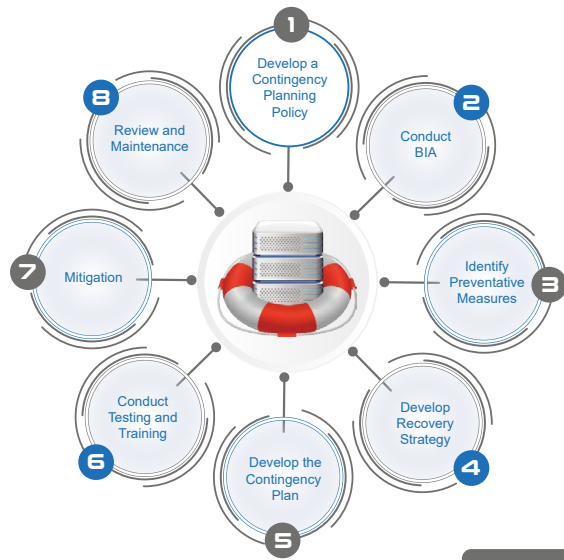 1
Develop a
Contingency
Planning
Policy
2
Conduct
BIA
3
Identify
Preventative
Measures
4
Develop
Recovery
Strategy
5
Develop the
Contingency
Plan
6
Conduct
Testing and
Training
7
Mitigation
8
Review and
Maintenance